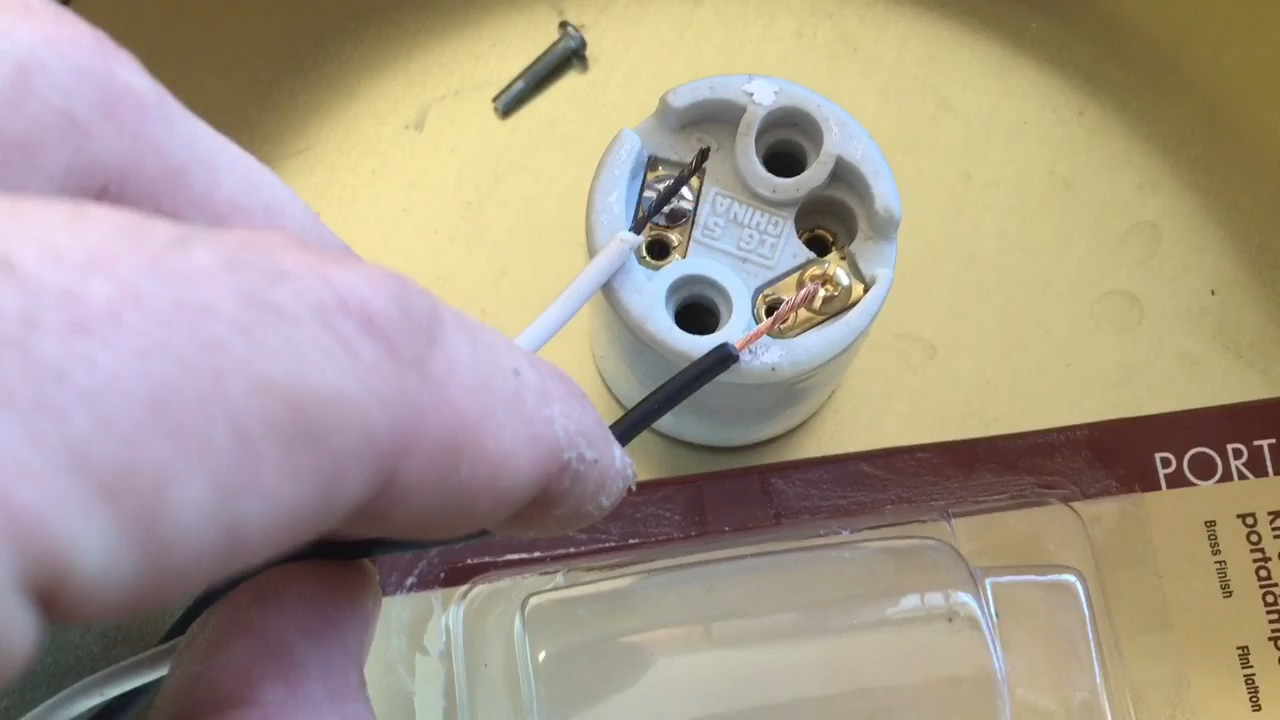 IG S
CHINA
PORT
portalámp
Brass Finish
Fini laiton